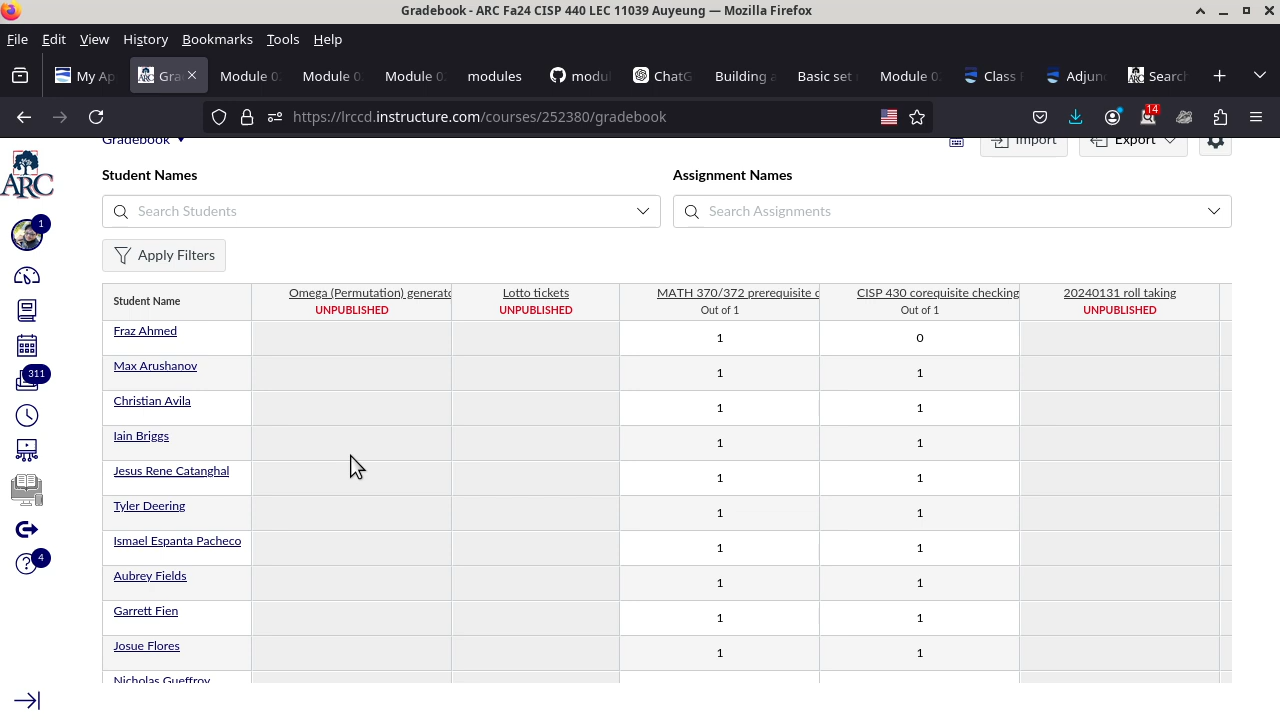 Gradebook - ARC Fa24 CISP 440 LEC 11039 Auyeung — Mozilla Firefox
File Edit View History Bookmarks Tools Help
My Ap Gra Module 0 Module 0 Module 0 modules modul ChatG Building a Basic set Module 0 Class Adjun Search
https://lrccd.instructure.com/courses/252380/gradebook 14
ARC Gradebook Import Export
Student Names Assignment Names
Search Students Search Assignments
1
Apply Filters
Student Name Omega (Permutation) generato Lotto tickets MATH 370/372 prerequisite c CISP 430 corequisite checking 20240131 roll taking
UNPUBLISHED UNPUBLISHED Out of 1 Out of 1 UNPUBLISHED
Fraz Ahmed 1 0
Max Arushanov 1 1
311
Christian Avila 1 1
Iain Briggs 1 1
Jesus Rene Catanghal 1 1
Tyler Deering 1 1
Ismael Espanta Pacheco 1 1
4
Aubrey Fields 1 1
Garrett Fien 1 1
Josue Flores 1 1
Nicholas Gueffroy